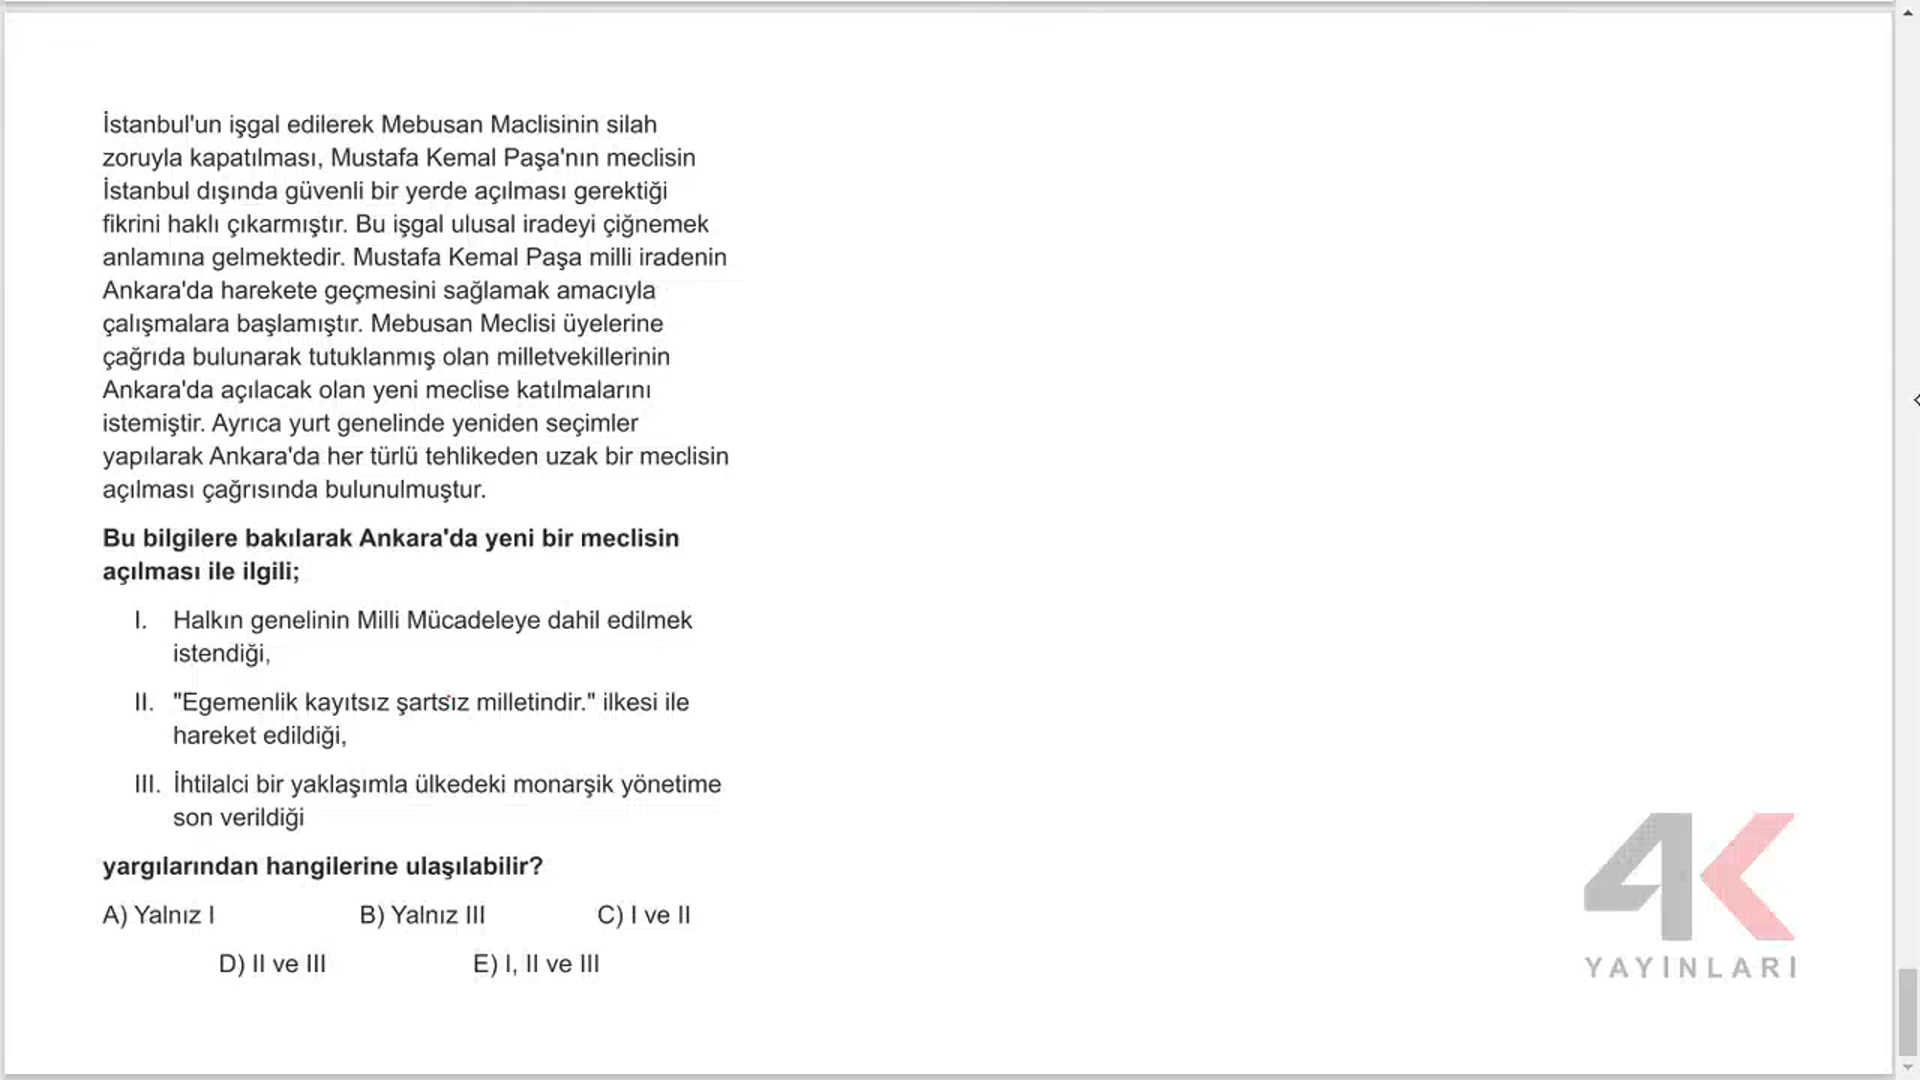 İstanbul'un işgal edilerek Mebusan Maclisinin silah
zoruyla kapatılması, Mustafa Kemal Paşa'nın meclisin
İstanbul dışında güvenli bir yerde açılması gerektiği
fikrini haklı çıkarmıştır. Bu işgal ulusal iradeyi çiğnemek
anlamına gelmektedir. Mustafa Kemal Paşa milli iradenin
Ankara'da harekete geçmesini sağlamak amacıyla
çalışmalara başlamıştır. Mebusan Meclisi üyelerine
çağrıda bulunarak tutuklanmış olan milletvekillerinin
Ankara'da açılacak olan yeni meclise katılmalarını
istemiştir. Ayrıca yurt genelinde yeniden seçimler
yapılarak Ankara'da her türlü tehlikeden uzak bir meclisin
açılması çağrısında bulunulmuştur.
Bu bilgilere bakılarak Ankara'da yeni bir meclisin
açılması ile ilgili;
I. Halkın genelinin Milli Mücadeleye dahil edilmek
istendiği,
II. "Egemenlik kayıtsız şartsız milletindir." ilkesi ile
hareket edildiği,
III. İhtilalci bir yaklaşımla ülkedeki monarşik yönetime
son verildiği
yargılarından hangilerine ulaşılabilir?
A) Yalnız I B) Yalnız III C) I ve II
D) II ve III E) I, II ve III
4K
YAYINLARI